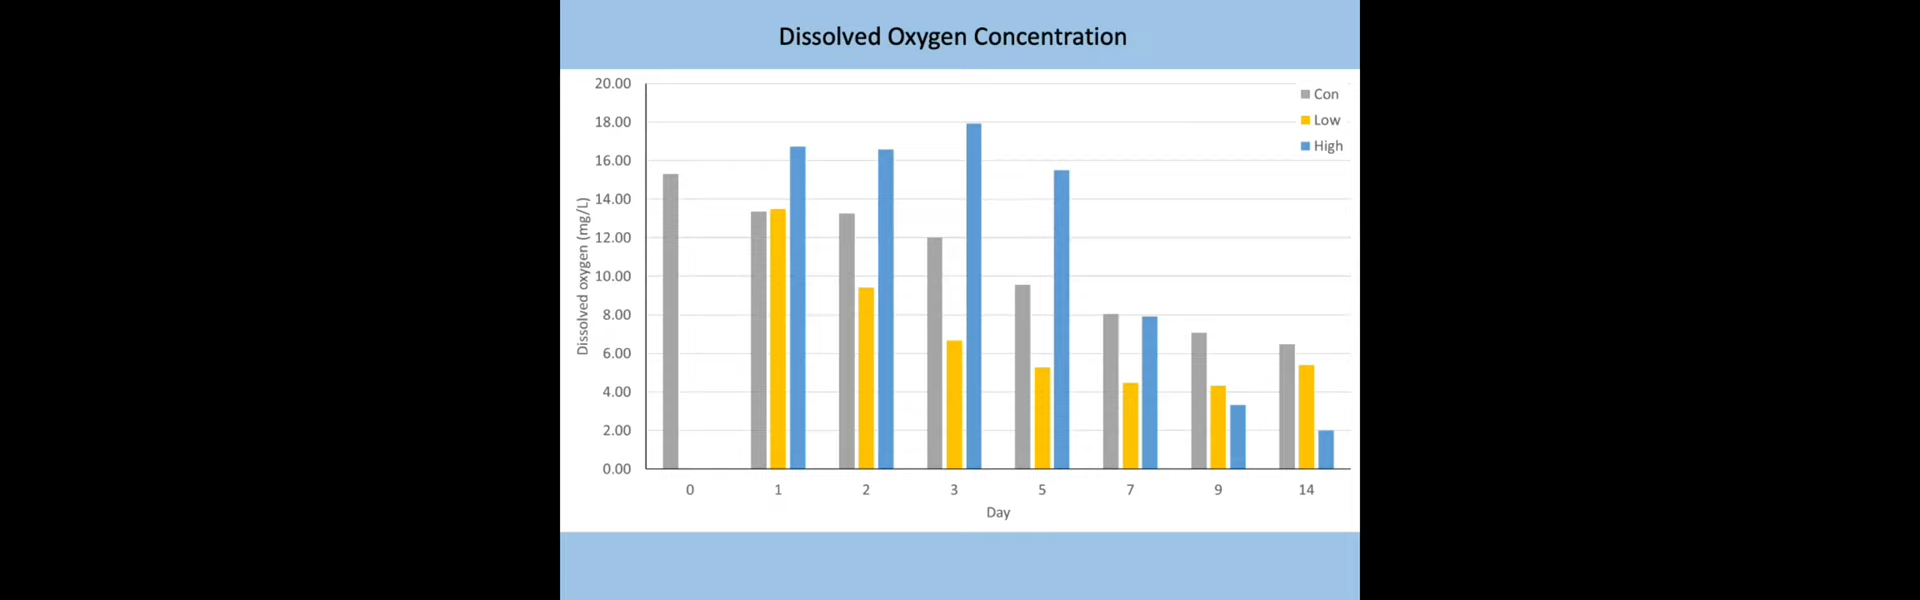 Dissolved Oxygen Concentration
20.00
18.00
16.00
14.00
12.00
10.00
8.00
6.00
4.00
2.00
0.00
Dissolved oxygen (mg/L)
Con
Low
High
0 1 2 3 5 7 9 14
Day